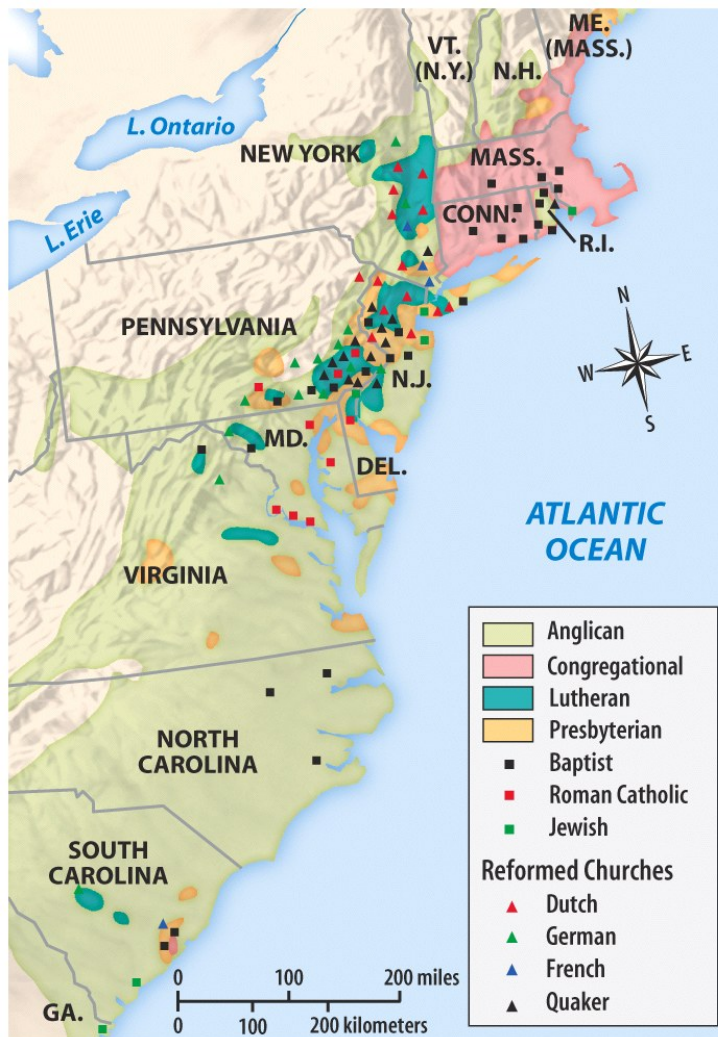 ME.
(MASS.)
VT.
(N.Y.)
N.H.
L. Ontario
NEW YORK
MASS.
L. Erie
CONN.
R.I.
PENNSYLVANIA
N.J.
N
W
E
S
MD.
DEL.
ATLANTIC
OCEAN
VIRGINIA
NORTH
CAROLINA
SOUTH
CAROLINA
GA.
0 100 200 miles
0 100 200 kilometers
Anglican
Congregational
Lutheran
Presbyterian
Baptist
Roman Catholic
Jewish
Reformed Churches
Dutch
German
French
Quaker